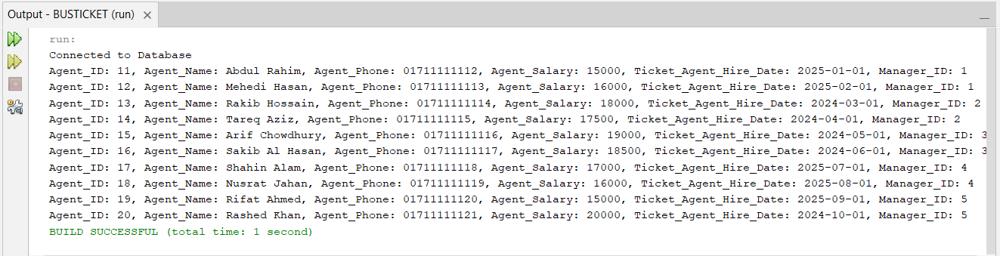 Output - BUSTICKET (run) ×
run:
Connected to Database
Agent_ID: 11, Agent_Name: Abdul Rahim, Agent_Phone: 01711111112, Agent_Salary: 15000, Ticket_Agent_Hire_Date: 2025-01-01, Manager_ID: 1
Agent_ID: 12, Agent_Name: Mehedi Hasan, Agent_Phone: 01711111113, Agent_Salary: 16000, Ticket_Agent_Hire_Date: 2025-02-01, Manager_ID: 1
Agent_ID: 13, Agent_Name: Rakib Hossain, Agent_Phone: 01711111114, Agent_Salary: 18000, Ticket_Agent_Hire_Date: 2024-03-01, Manager_ID: 2
Agent_ID: 14, Agent_Name: Tareq Aziz, Agent_Phone: 01711111115, Agent_Salary: 17500, Ticket_Agent_Hire_Date: 2024-04-01, Manager_ID: 2
Agent_ID: 15, Agent_Name: Arif Chowdhury, Agent_Phone: 01711111116, Agent_Salary: 19000, Ticket_Agent_Hire_Date: 2024-05-01, Manager_ID: 3
Agent_ID: 16, Agent_Name: Sakib Al Hasan, Agent_Phone: 01711111117, Agent_Salary: 18500, Ticket_Agent_Hire_Date: 2024-06-01, Manager_ID: 3
Agent_ID: 17, Agent_Name: Shahin Alam, Agent_Phone: 01711111118, Agent_Salary: 17000, Ticket_Agent_Hire_Date: 2025-07-01, Manager_ID: 4
Agent_ID: 18, Agent_Name: Nusrat Jahan, Agent_Phone: 01711111119, Agent_Salary: 16000, Ticket_Agent_Hire_Date: 2025-08-01, Manager_ID: 4
Agent_ID: 19, Agent_Name: Rifat Ahmed, Agent_Phone: 01711111120, Agent_Salary: 15000, Ticket_Agent_Hire_Date: 2025-09-01, Manager_ID: 5
Agent_ID: 20, Agent_Name: Rashed Khan, Agent_Phone: 01711111121, Agent_Salary: 20000, Ticket_Agent_Hire_Date: 2024-10-01, Manager_ID: 5
BUILD SUCCESSFUL (total time: 1 second)